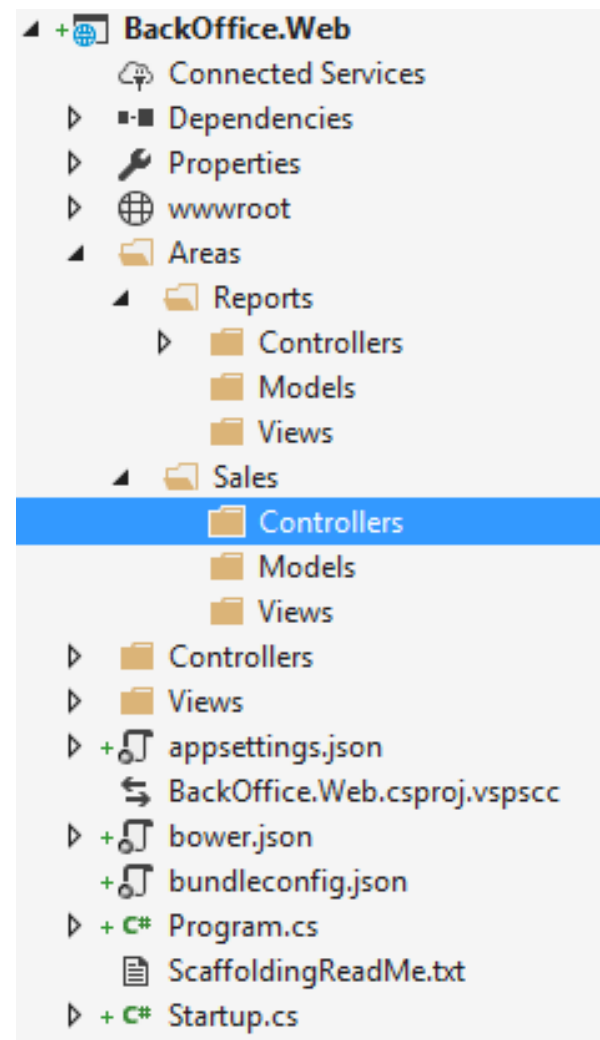 BackOffice.Web
Connected Services
Dependencies
Properties
wwwroot
Areas
Reports
Controllers
Models
Views
Sales
Controllers
Models
Views
Controllers
Views
appsettings.json
BackOffice.Web.csproj.vspscc
bower.json
bundleconfig.json
C# Program.cs
ScaffoldingReadMe.txt
C# Startup.cs